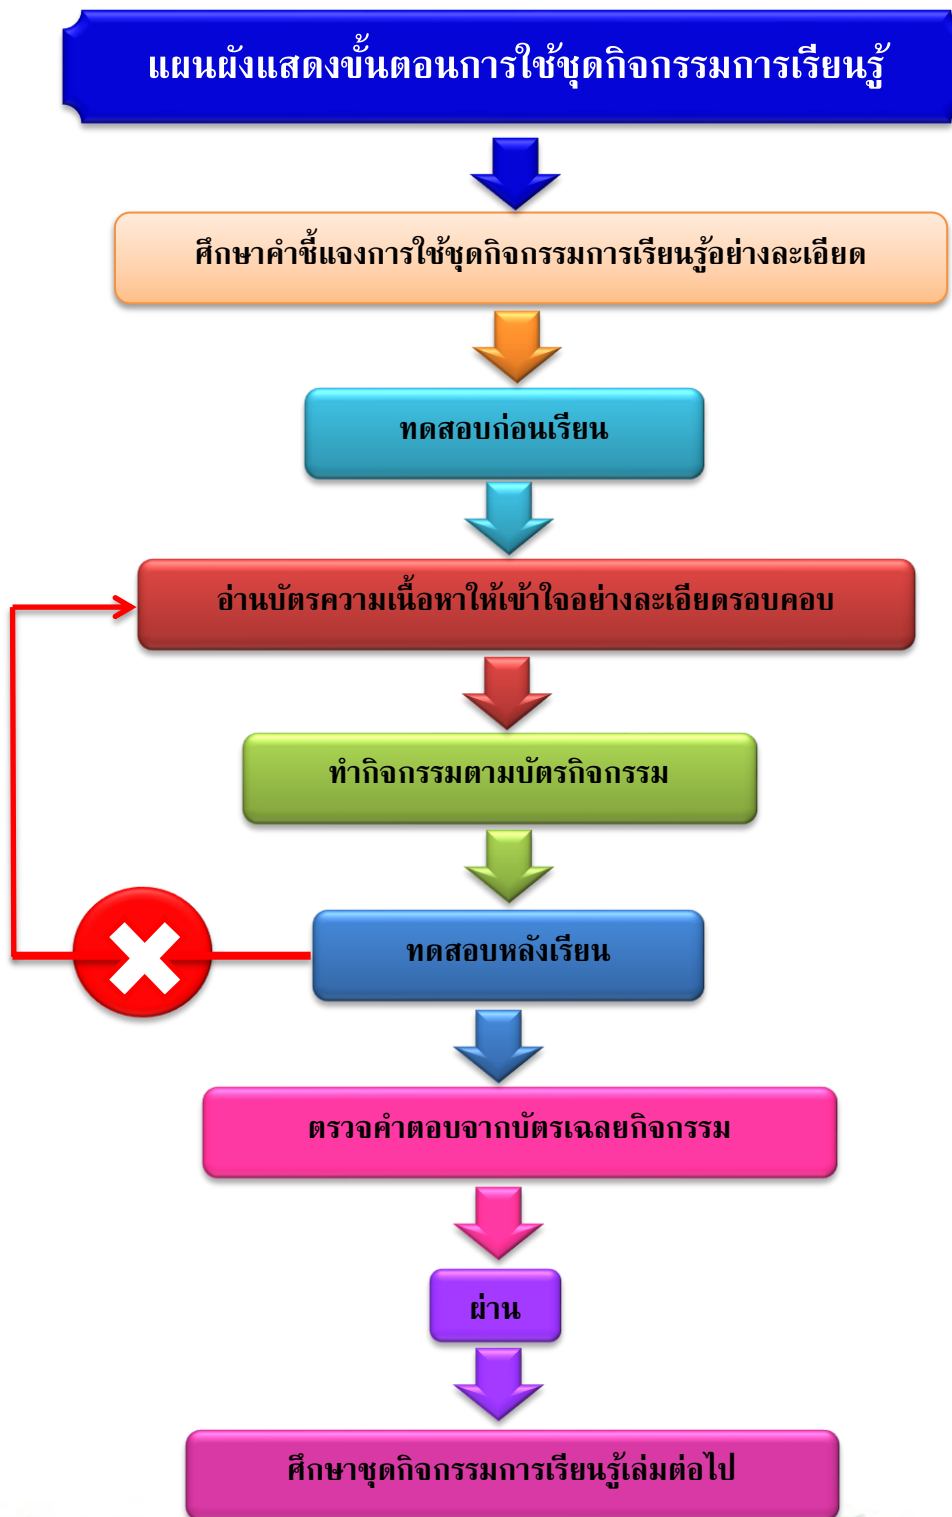 แผนผังแสดงขั้นตอนการใช้ชุดกิจกรรมการเรียนรู้
ศึกษาคำชี้แจงการใช้ชุดกิจกรรมการเรียนรู้อย่างละเอียด
ทดสอบก่อนเรียน
อ่านบัตรความเนื้อหาให้เข้าใจอย่างละเอียดรอบคอบ
ทำกิจกรรมตามบัตรกิจกรรม
ทดสอบหลังเรียน
ตรวจคำตอบจากบัตรเฉลยกิจกรรม
ผ่าน
ศึกษาชุดกิจกรรมการเรียนรู้เล่มต่อไป